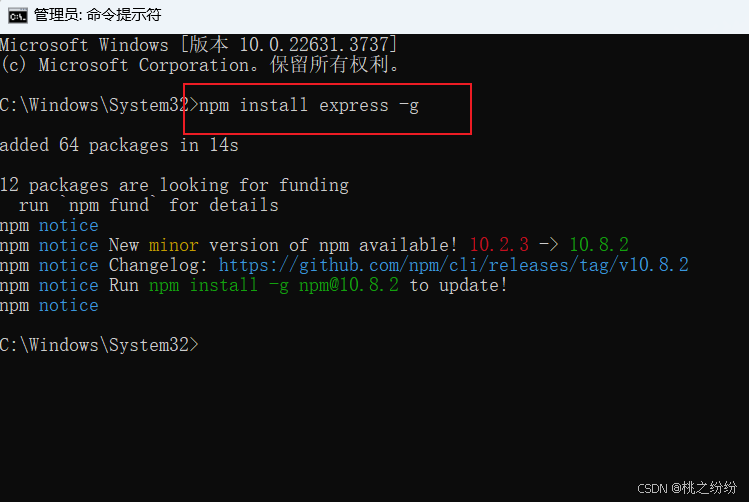 管理员: 命令提示符
Microsoft Windows [版本 10.0.22631.3737]
(c) Microsoft Corporation。保留所有权利。
C:\Windows\System32>npm install express -g
added 64 packages in 14s
12 packages are looking for funding
run `npm fund` for details
npm notice
npm notice New minor version of npm available! 10.2.3 -> 10.8.2
npm notice Changelog: https://github.com/npm/cli/releases/tag/v10.8.2
npm notice Run npm install -g npm@10.8.2 to update!
npm notice
C:\Windows\System32>
CSDN @桃之纷纷